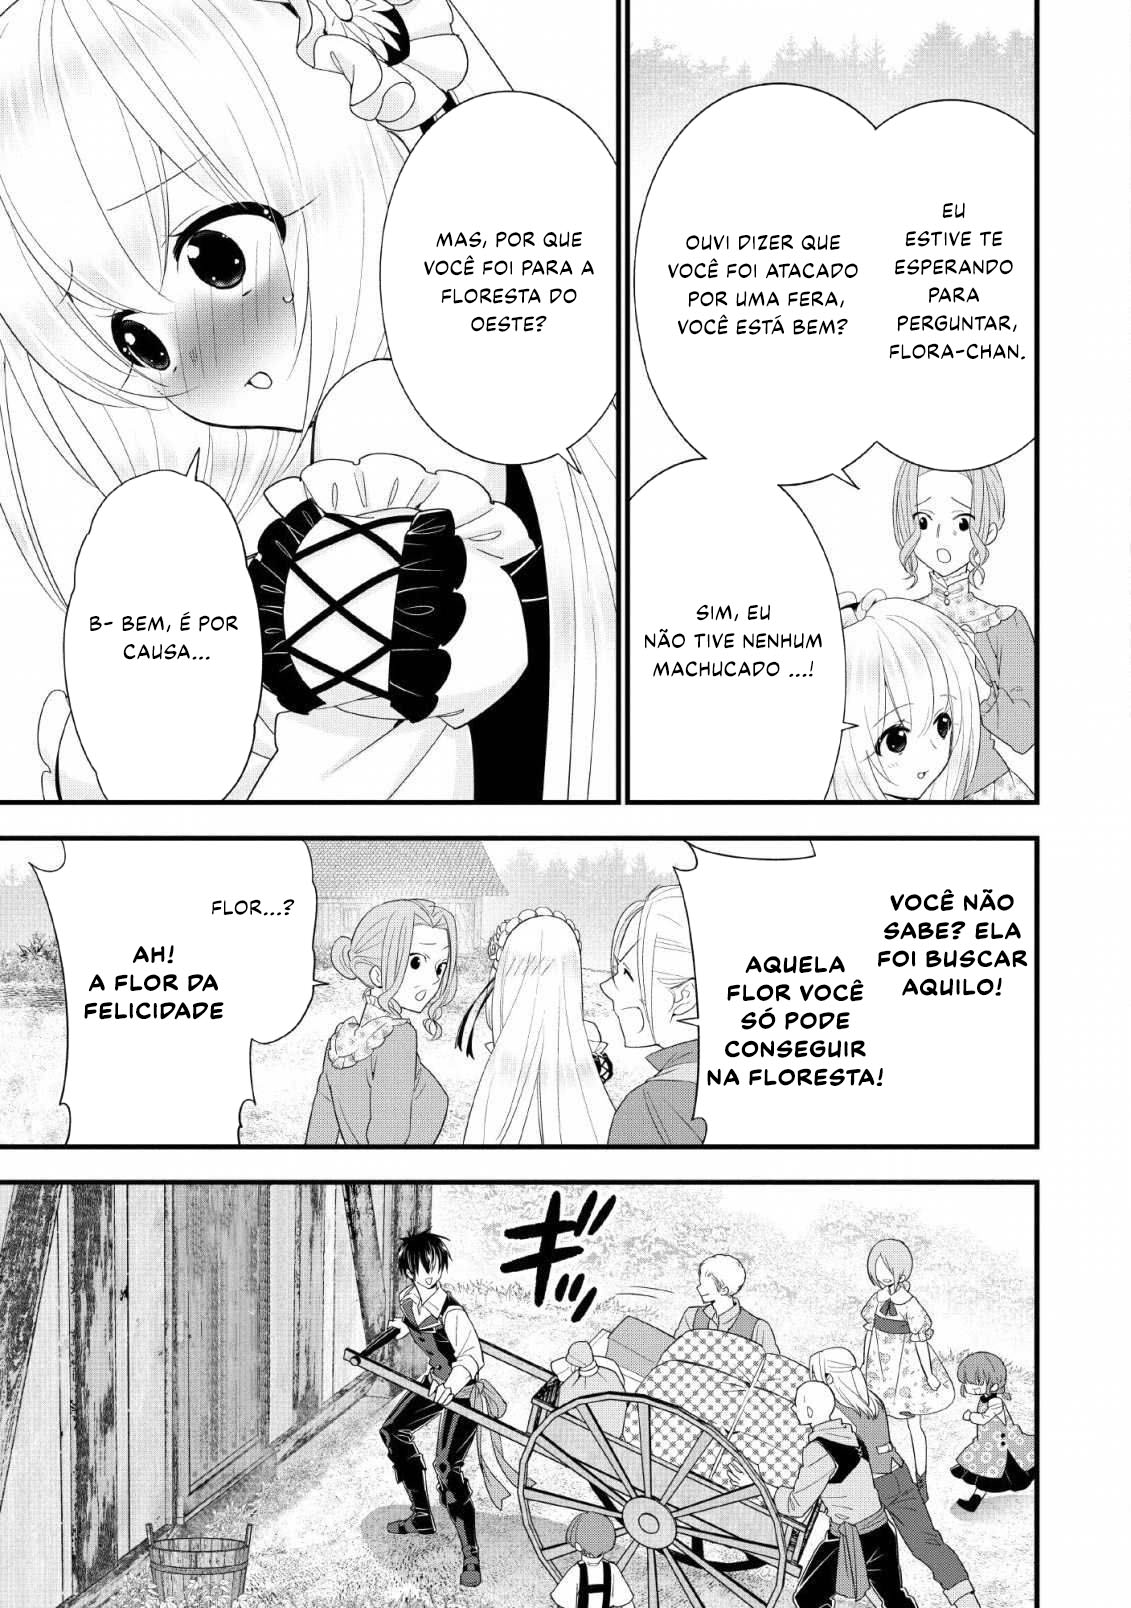 EU
ESTIVE TE
ESPERANDO
PARA
PERGUNTAR,
FLORA-CHAN.
OUVI DIZER QUE
VOCÊ FOI ATACADO
POR UMA FERA,
VOCÊ ESTÁ BEM?
SIM, EU
NÃO TIVE NENHUM
MACHUCADO ...!
MAS, POR QUE
VOCÊ FOI PARA A
FLORESTA DO
OESTE?
B- BEM, É POR
CAUSA...
VOCÊ NÃO
SABE? ELA
FOI BUSCAR
AQUILO!
AQUELA
FLOR VOCÊ
SÓ PODE
CONSEGUIR
NA FLORESTA!
FLOR...?
AH!
A FLOR DA
FELICIDADE
ギッ